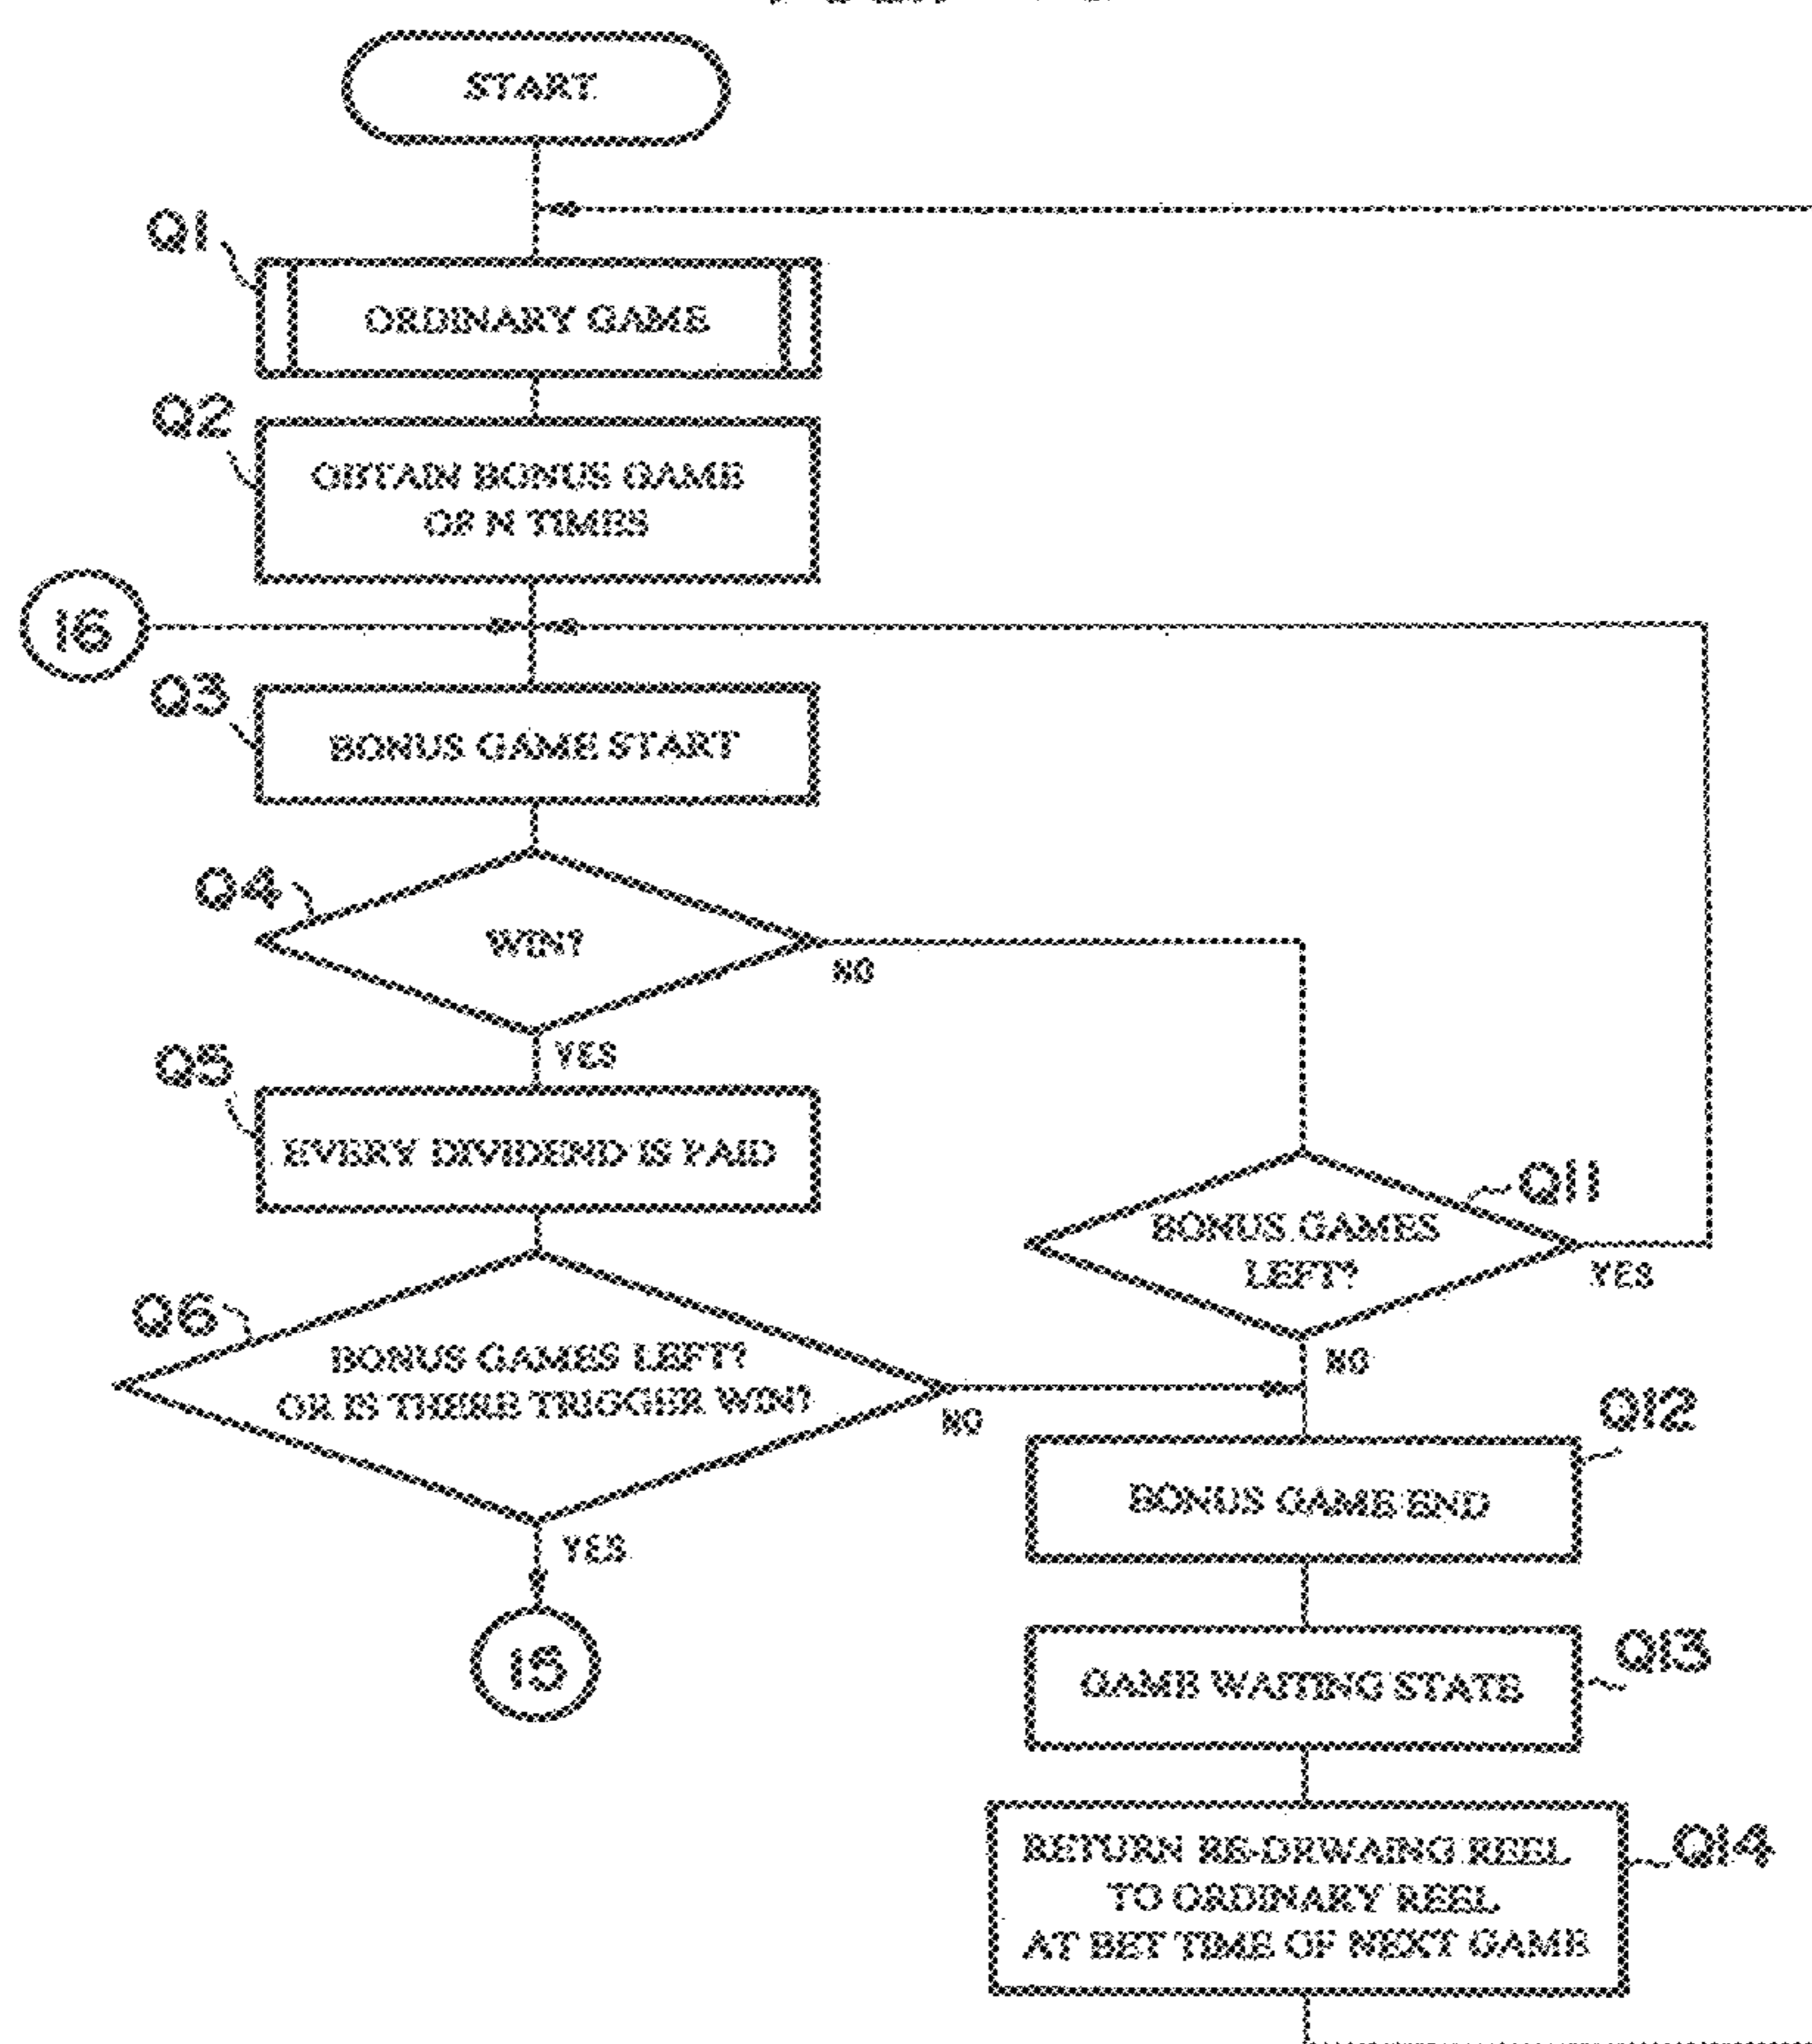 START
Q1
ORDINARY GAME
Q2
OBTAIN BONUS GAME
OF N TIMES
16
Q3
BONUS GAME START
Q4
WIN?
NO
YES
Q5
EVERY DIVIDEND IS PAID
Q11
BONUS GAMES
LEFT?
YES
NO
Q6
BONUS GAMES LEFT?
OR IS THERE TRIGGER WIN?
NO
YES
15
Q12
BONUS GAME END
Q13
GAME WAITING STATE
Q14
RETURN RE-DRWAING REEL
TO ORDINARY REEL
AT BET TIME OF NEXT GAME